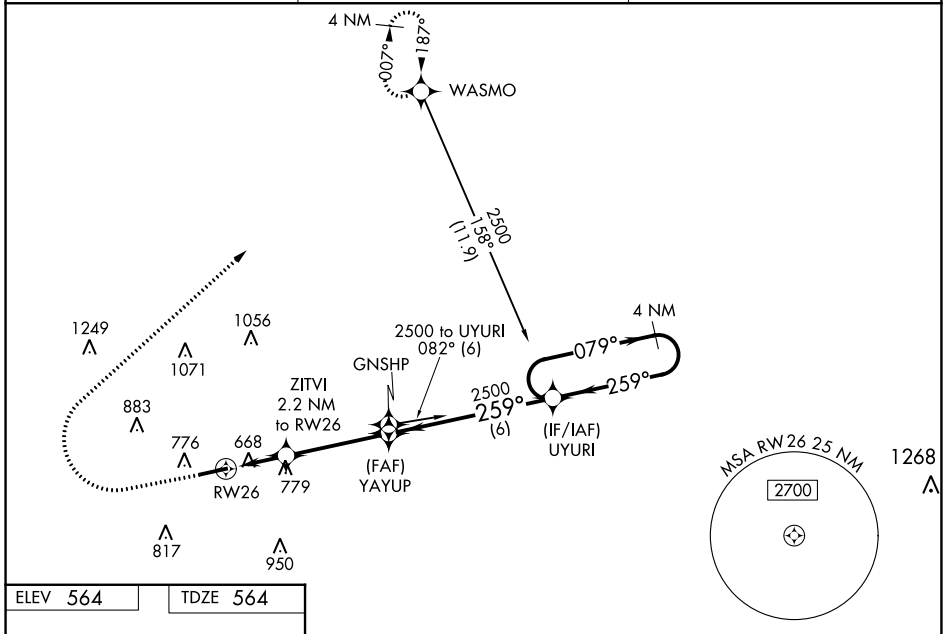 4 NM
007°
187°
WASMO
2500
158°
(11.9)
4 NM
1249
1056
1071
2500 to UYURI
082° (6)
GNSHP
079°
ZITVI
2.2 NM
to RW26
2500
259°
(6)
259°
883
(IF/IAF)
UYURI
776
668
779
RW26
(FAF)
YAYUP
MSA RW 26 25 NM
2700
1268
817
950
ELEV 564
TDZE 564